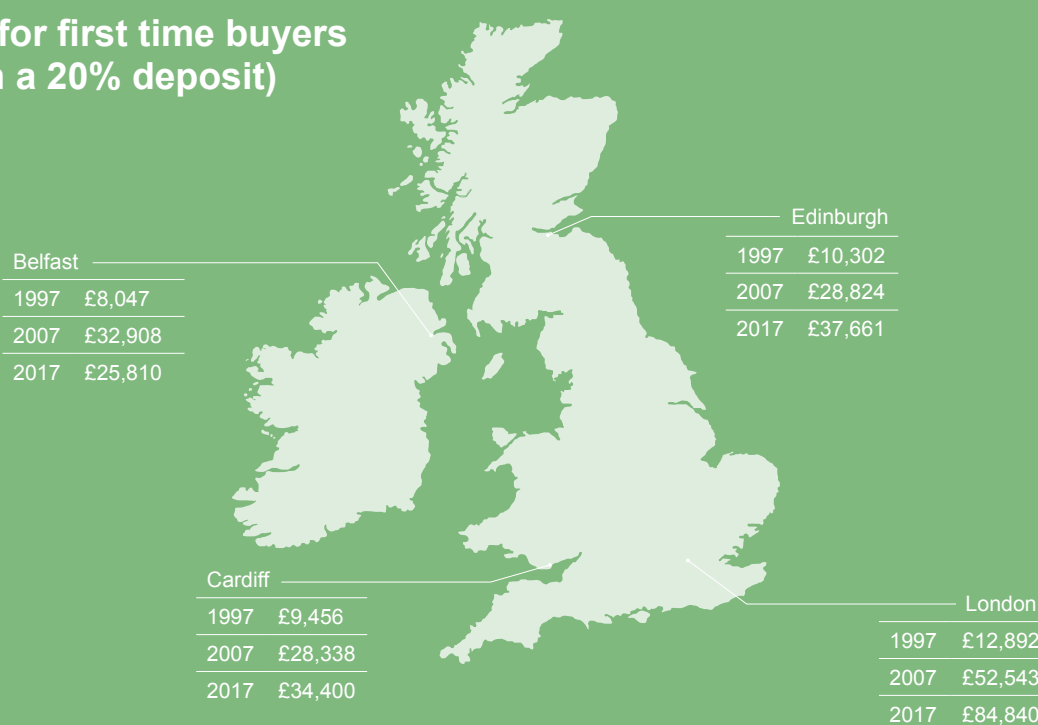 for first time buyers
a 20% deposit)
Edinburgh
1997 £10,302
2007 £28,824
2017 £37,661
Belfast
1997 £8,047
2007 £32,908
2017 £25,810
Cardiff
1997 £9,456
2007 £28,338
2017 £34,400
London
1997 £12,892
2007 £52,543
2017 £84,840